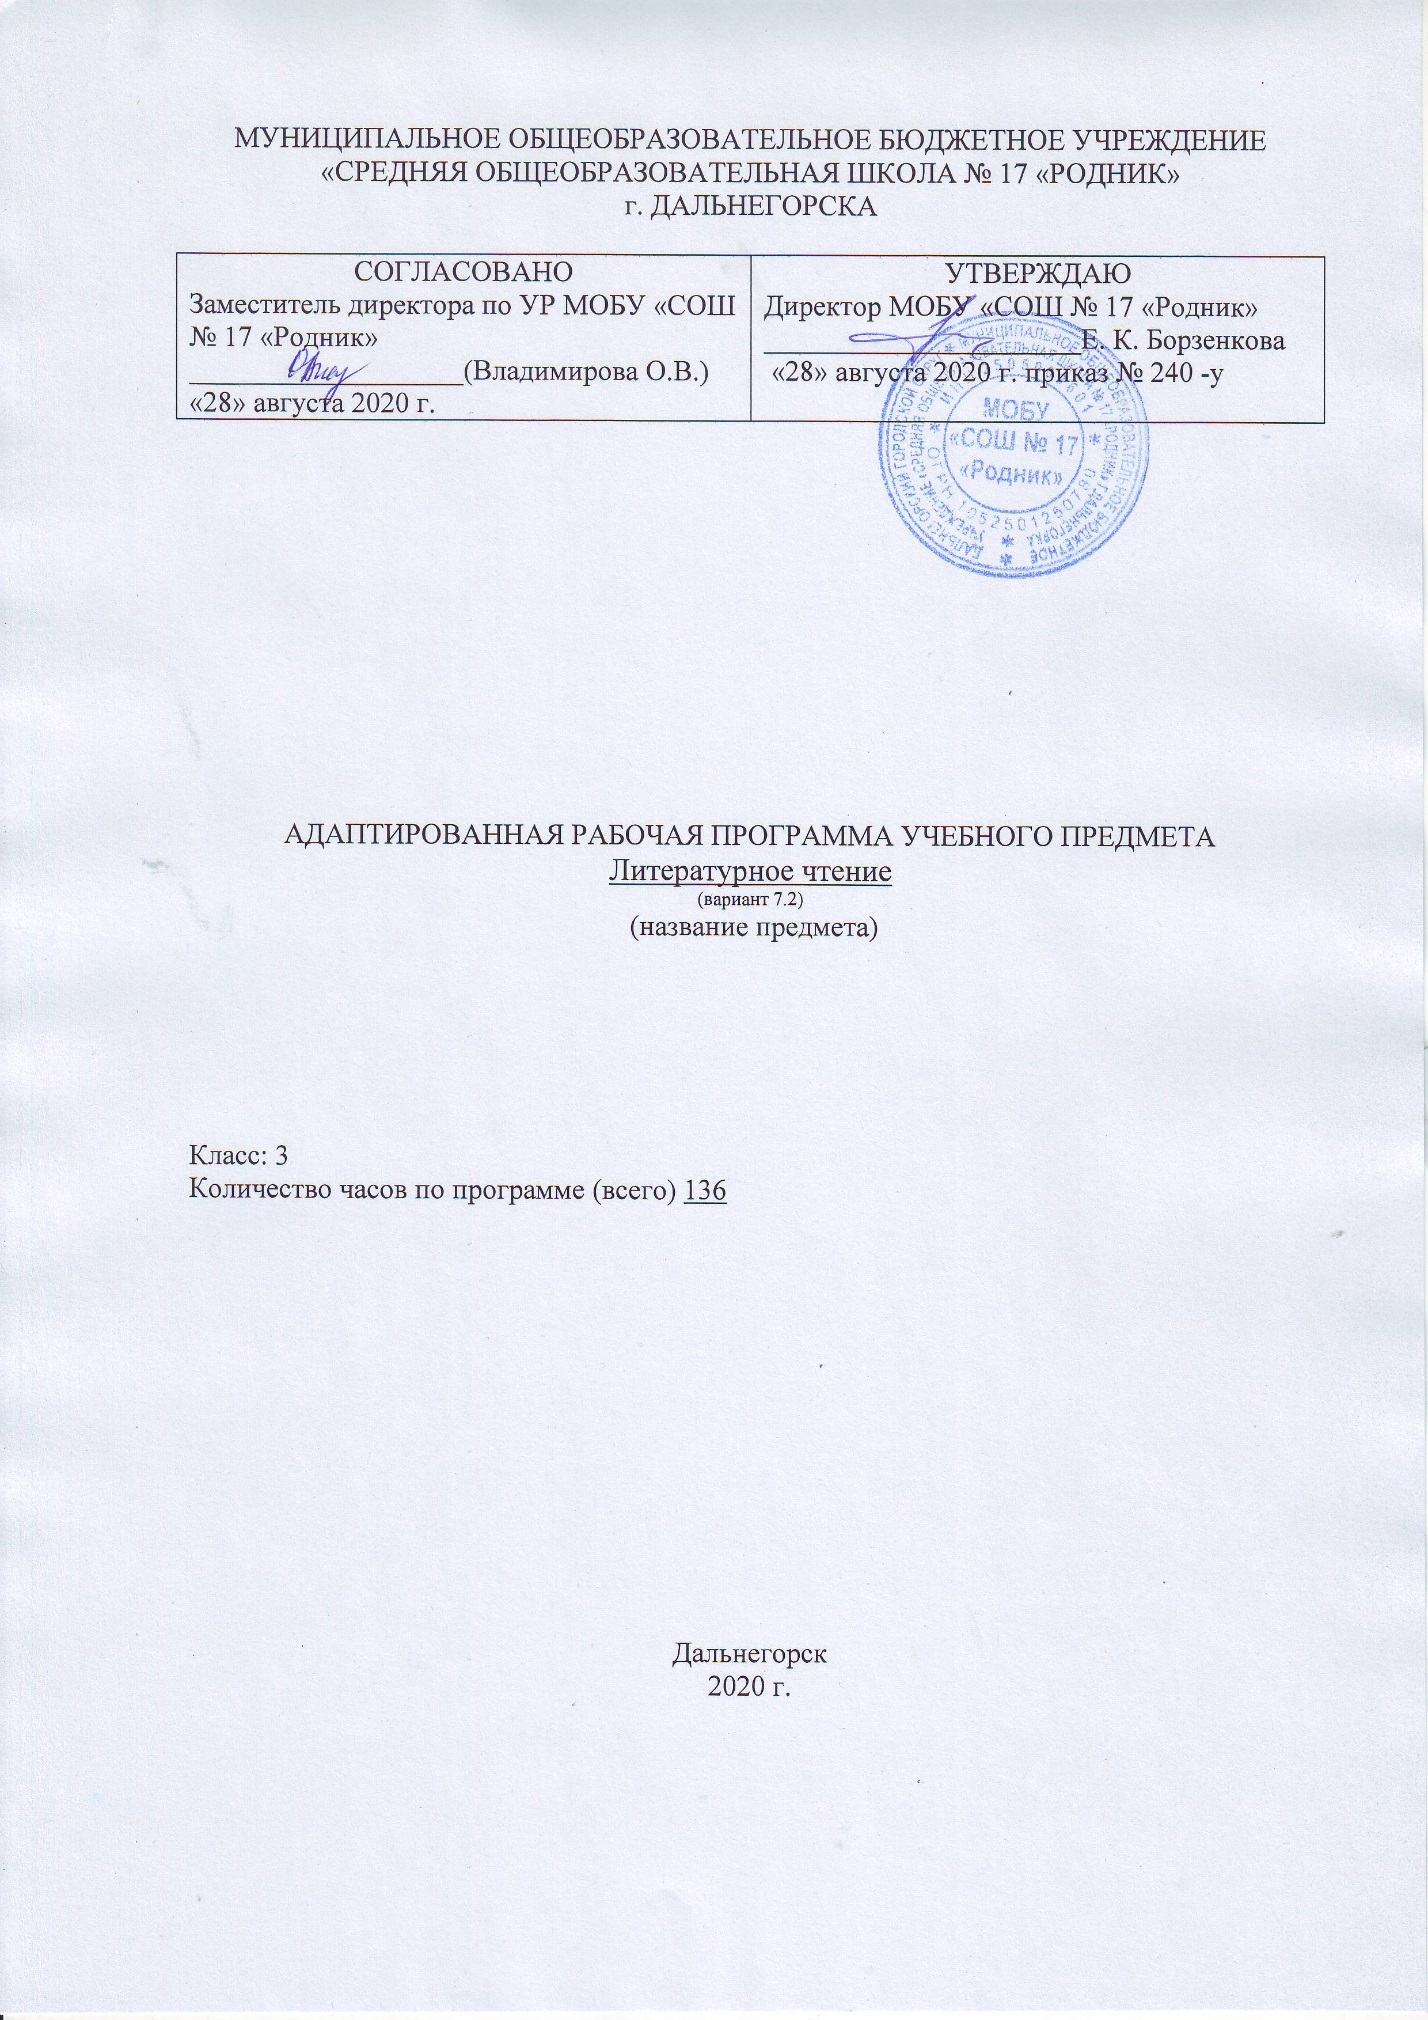 МУНИЦИПАЛЬНОЕ ОБЩЕОБРАЗОВАТЕЛЬНОЕ БЮДЖЕТНОЕ УЧРЕЖДЕНИЕ
«СРЕДНЯЯ ОБЩЕОБРАЗОВАТЕЛЬНАЯ ШКОЛА № 17 «РОДНИК»
г. ДАЛЬНЕГОРСКА
СОГЛАСОВАНО
Заместитель директора по УР МОБУ «СОШ
№ 17 «Родник»
(Владимирова О.В.)
«28» августа 2020 г.
УТВЕРЖДАЮ
Директор МОБУ «СОШ № 17 «Родник»
Е. К. Борзенкова
«28» августа 2020 г. приказ № 240 -у
МОБУ
«СОШ № 17
«Родник»
АДАПТИРОВАННАЯ РАБОЧАЯ ПРОГРАММА УЧЕБНОГО ПРЕДМЕТА
Литературное чтение
(вариант 7.2)
(название предмета)
Класс: 3
Количество часов по программе (всего) 136
Дальнегорск
2020 г.